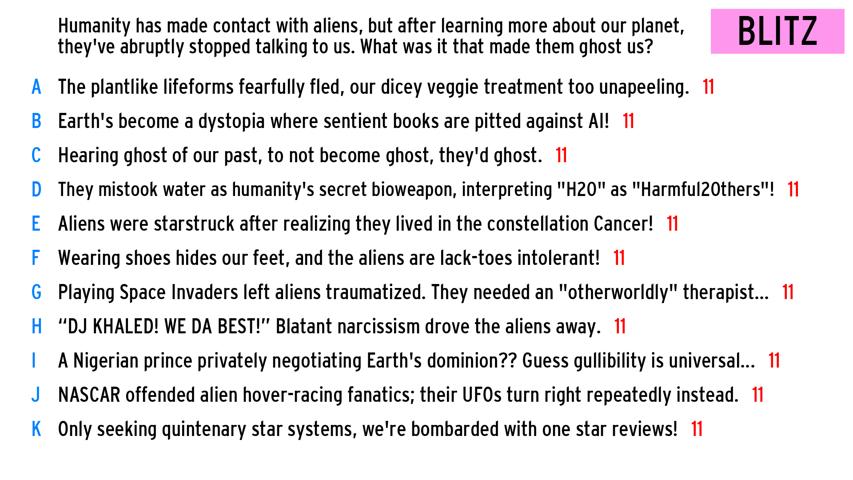 Humanity has made contact with aliens, but after learning more about our planet,
they've abruptly stopped talking to us. What was it that made them ghost us?
BLITZ
A The plantlike lifeforms fearfully fled, our dicey veggie treatment too unapeeling. 11
B Earth's become a dystopia where sentient books are pitted against AI! 11
C Hearing ghost of our past, to not become ghost, they'd ghost. 11
D They mistook water as humanity's secret bioweapon, interpreting "H20" as "Harmful2Others"! 11
E Aliens were starstruck after realizing they lived in the constellation Cancer! 11
F Wearing shoes hides our feet, and the aliens are lack-toes intolerant! 11
G Playing Space Invaders left aliens traumatized. They needed an "otherworldly" therapist... 11
H “DJ KHALED! WE DA BEST!” Blatant narcissism drove the aliens away. 11
I A Nigerian prince privately negotiating Earth's dominion?? Guess gullibility is universal... 11
J NASCAR offended alien hover-racing fanatics; their UFOs turn right repeatedly instead. 11
K Only seeking quintenary star systems, we're bombarded with one star reviews! 11